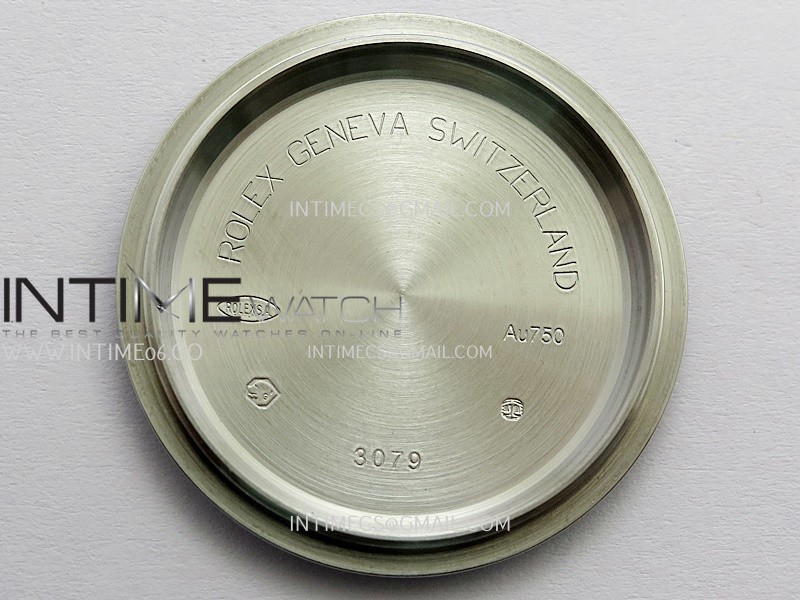 ROLEX GENEVA SWITZERLAND
INTIMECS@GMAIL.COM
INTIME WATCH
ROLEX S.A
THE BEST QUALITY WATCHES ON-LINE
Au750
WWW.INTIME06.CO
INTIMECS@GMAIL.COM
G
3079
INTIMECS@GMAIL.COM